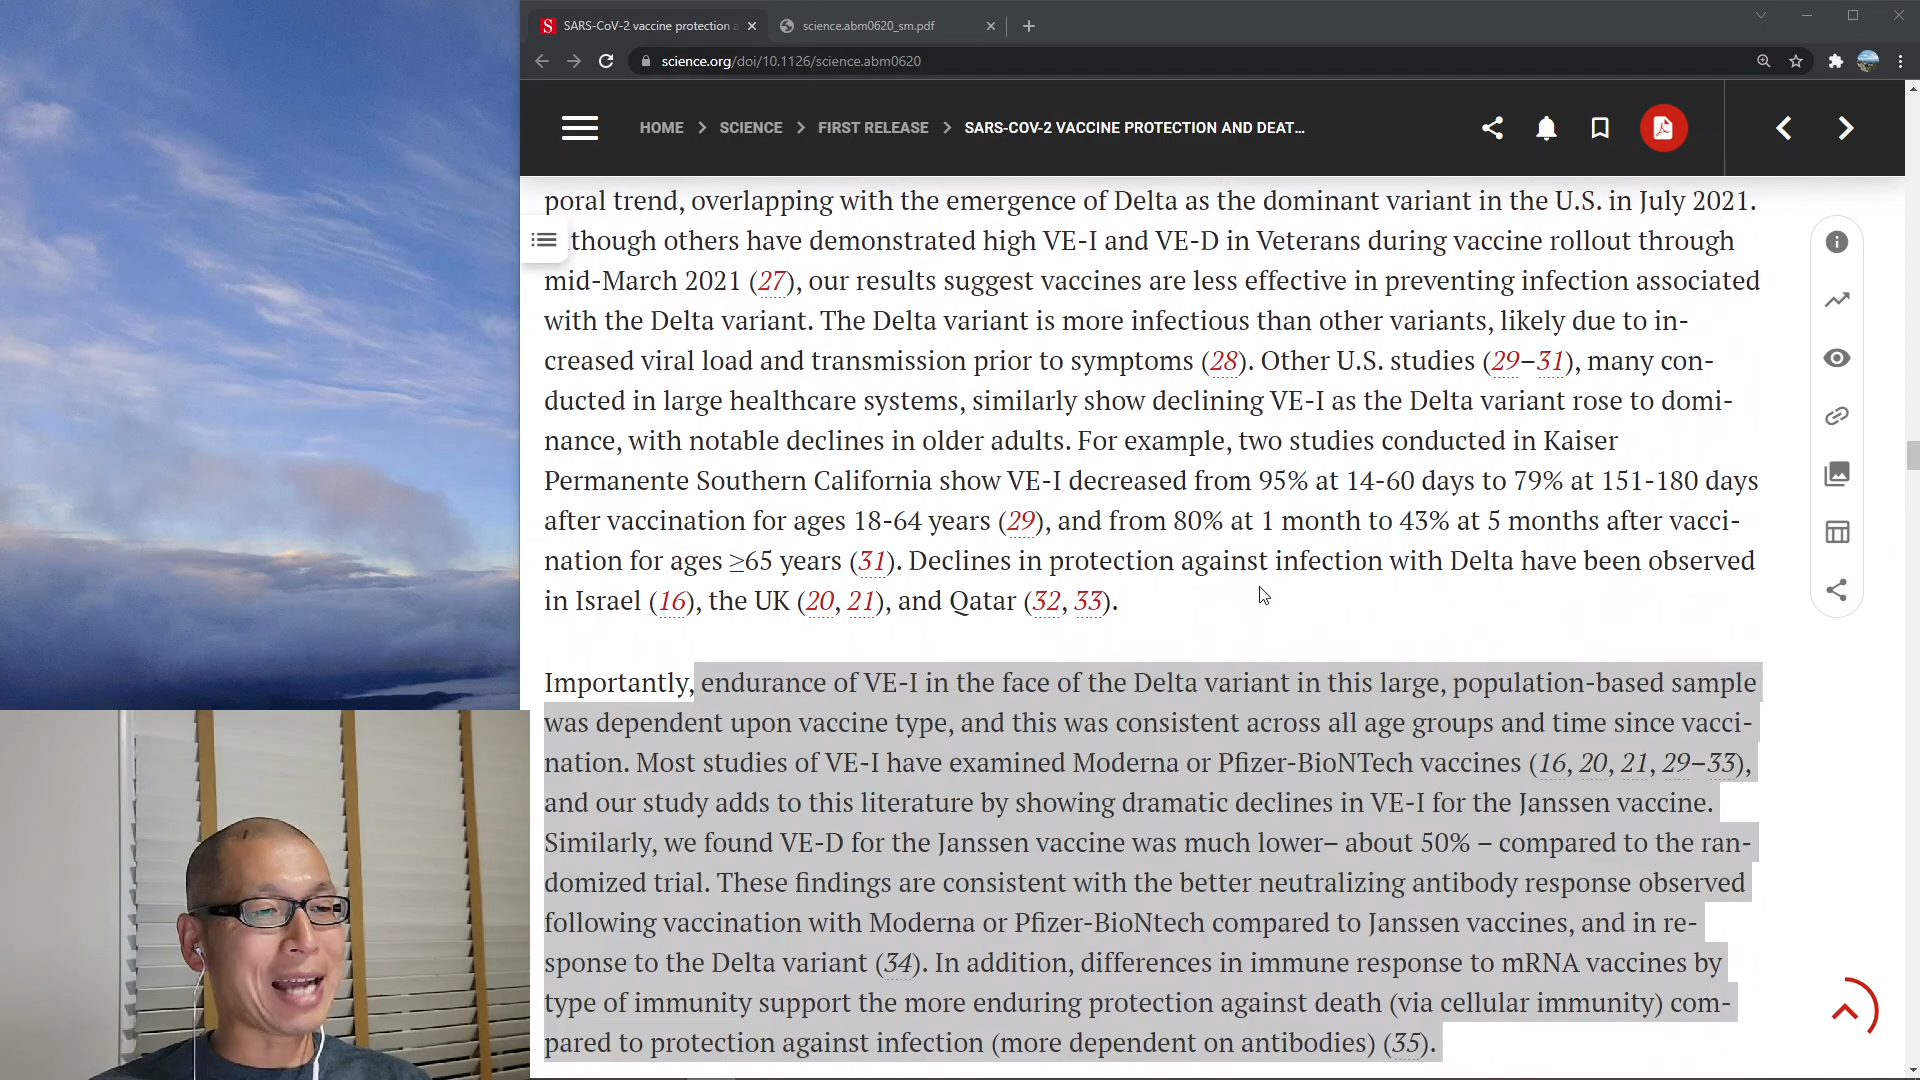 SARS-CoV-2 vaccine protection a
science.abm0620_sm.pdf
science.org/doi/10.1126/science.abm0620
HOME > SCIENCE > FIRST RELEASE > SARS-COV-2 VACCINE PROTECTION AND DEAT...
poral trend, overlapping with the emergence of Delta as the dominant variant in the U.S. in July 2021.
though others have demonstrated high VE-I and VE-D in Veterans during vaccine rollout through
mid-March 2021 (27), our results suggest vaccines are less effective in preventing infection associated
with the Delta variant. The Delta variant is more infectious than other variants, likely due to in-
creased viral load and transmission prior to symptoms (28). Other U.S. studies (29–31), many con-
ducted in large healthcare systems, similarly show declining VE-I as the Delta variant rose to domi-
nance, with notable declines in older adults. For example, two studies conducted in Kaiser
Permanente Southern California show VE-I decreased from 95% at 14-60 days to 79% at 151-180 days
after vaccination for ages 18-64 years (29), and from 80% at 1 month to 43% at 5 months after vacci-
nation for ages ≥65 years (31). Declines in protection against infection with Delta have been observed
in Israel (16), the UK (20, 21), and Qatar (32, 33).
Importantly, endurance of VE-I in the face of the Delta variant in this large, population-based sample
was dependent upon vaccine type, and this was consistent across all age groups and time since vacci-
nation. Most studies of VE-I have examined Moderna or Pfizer-BioNTech vaccines (16, 20, 21, 29–33),
and our study adds to this literature by showing dramatic declines in VE-I for the Janssen vaccine.
Similarly, we found VE-D for the Janssen vaccine was much lower– about 50% – compared to the ran-
domized trial. These findings are consistent with the better neutralizing antibody response observed
following vaccination with Moderna or Pfizer-BioNtech compared to Janssen vaccines, and in re-
sponse to the Delta variant (34). In addition, differences in immune response to mRNA vaccines by
type of immunity support the more enduring protection against death (via cellular immunity) com-
pared to protection against infection (more dependent on antibodies) (35).